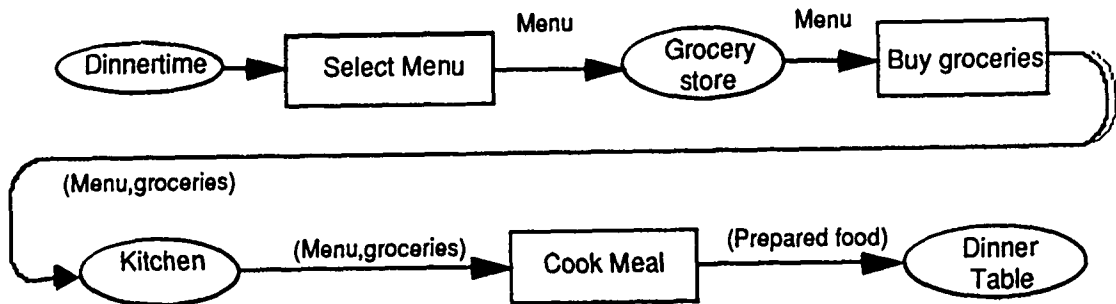 Menu
Menu
Dinnertime
Select Menu
Grocery
store
Buy groceries
(Menu,groceries)
Kitchen
(Menu,groceries)
Cook Meal
(Prepared food)
Dinner
Table